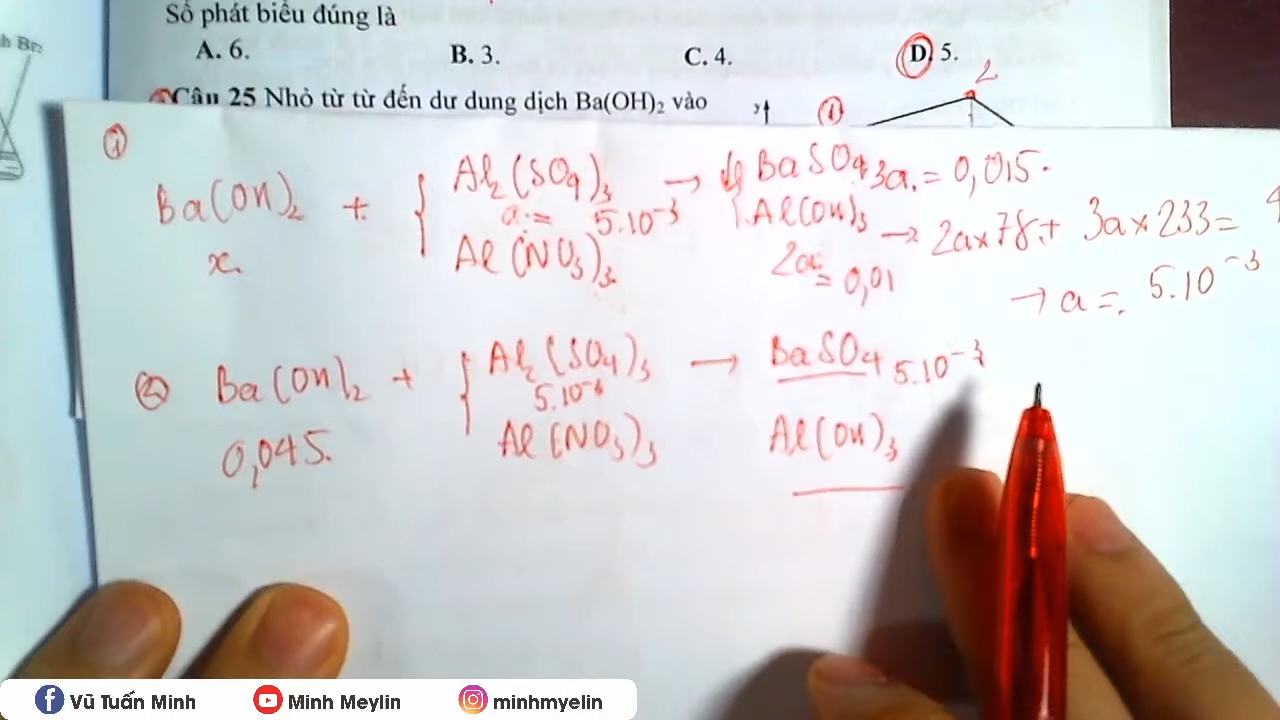 Số phát biểu đúng là
A. 6. B. 3. C. 4. D. 5.
2
Câu 25 Nhỏ từ từ đến dư dung dịch Ba(OH)2 vào
1
1
Ba(OH)2 + { Al2(SO4)3 → BaSO4 3a = 0,015.
x a = 5.10⁻³
Al(NO3)3 Al(OH)3 → 2a×78 + 3a×233 = 4
2a = 0,01
→ a = 5.10⁻³
2 Ba(OH)2 + { Al2(SO4)3 → BaSO4 5.10⁻³
5.10⁻³
0,045. Al(NO3)3 Al(OH)3
Vũ Tuấn Minh Minh Meylin minhmyelin